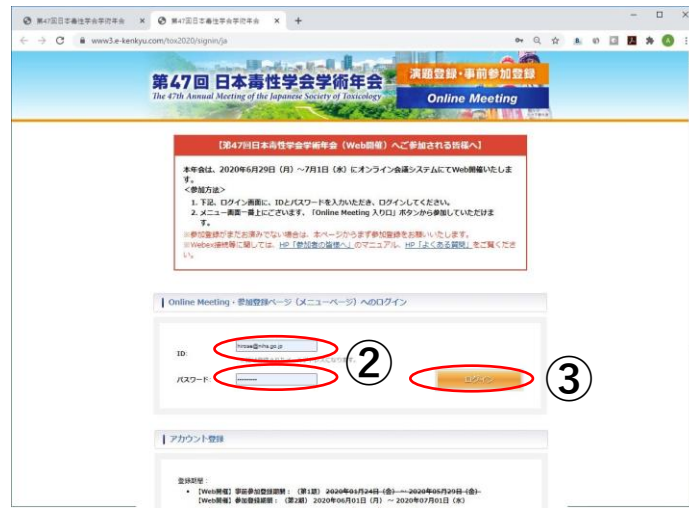 第47回日本毒性学会学術年会
第47回日本毒性学会学術年会
www3.e-kenkyu.com/tox2020/signin/ja
第47回 日本毒性学会学術年会
The 47th Annual Meeting of the Japanese Society of Toxicology
演題登録・事前参加登録
Online Meeting
【第47回日本毒性学会学術年会（Web開催）へご参加される皆様へ】
本年会は、2020年6月29日（月）～7月1日（水）にオンライン会議システムにてWeb開催いたしま
す。
＜参加方法＞
1. 下記、ログイン画面に、IDとパスワードを入力いただき、ログインしてください。
2. メニュー画面一番上にございます、「Online Meeting 入り口」ボタンから参加していただけま
す。
※参加登録がまだお済みでない場合は、本ページからまず参加登録をお願いいたします。
※Webex接続等に関しては、HP「参加者の皆様へ」のマニュアル、HP「よくある質問」をご覧くださ
い。
Online Meeting・参加登録ページ（メニューページ）へのログイン
ID:
hirose@nihs.go.jp
②
パスワード:
ログイン
③
アカウント登録
登録期間：
• 【Web開催】事前参加登録期間：（第1期）2020年01月24日（金）～ 2020年05月29日（金）
【Web開催】参加登録期間：（第2期）2020年06月01日（月）～ 2020年07月01日（水）